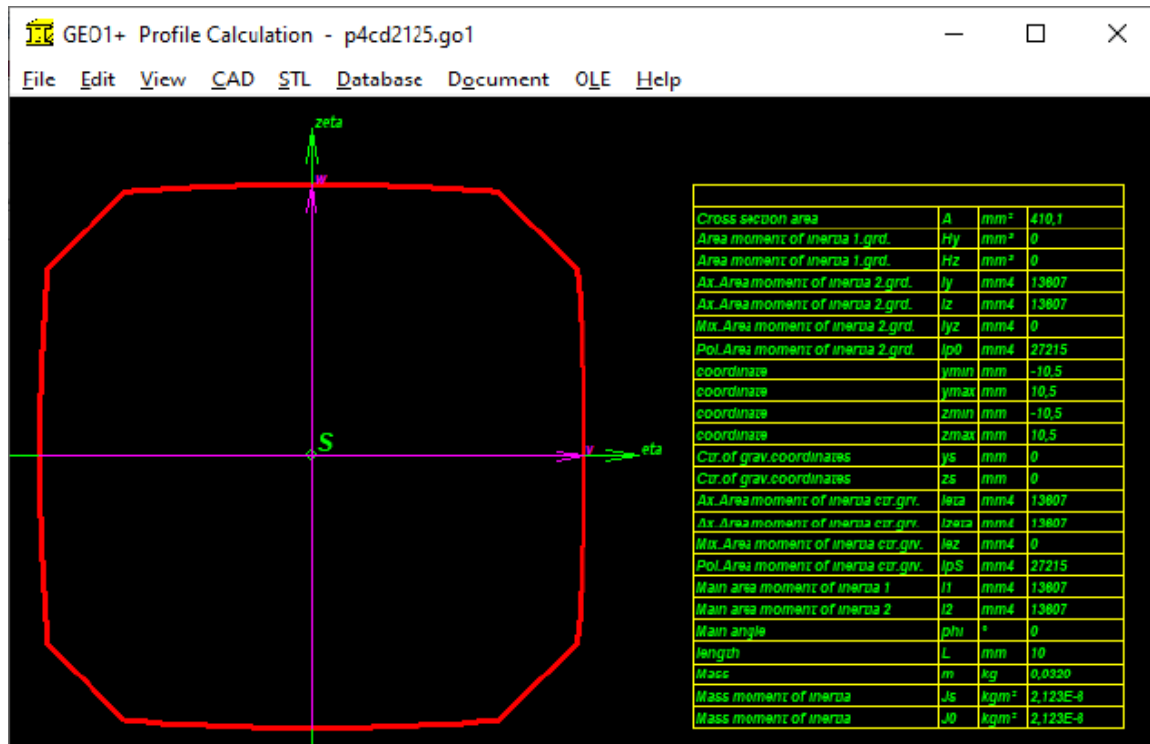 GEO1+ Profile Calculation - p4cd2125.go1
File Edit View CAD STL Database Document OLE Help
zeta
w
S
v
eta
Cross section area A mm² 410,1
Area moment of inertia 1.grd. Hy mm³ 0
Area moment of inertia 1.grd. Hz mm³ 0
Ax.Area moment of inertia 2.grd. Iy mm4 13607
Ax.Area moment of inertia 2.grd. Iz mm4 13607
Mix.Area moment of inertia 2.grd. Iyz mm4 0
Pol.Area moment of inertia 2.grd. Ip0 mm4 27215
coordinate ymin mm -10,5
coordinate ymax mm 10,5
coordinate zmin mm -10,5
coordinate zmax mm 10,5
Ctr.of grav.coordinates ys mm 0
Ctr.of grav.coordinates zs mm 0
Ax.Area moment of inertia ctr.grv. Ieta mm4 13607
Ax.Area moment of inertia ctr.grv. Izeta mm4 13607
Mix.Area moment of inertia ctr.grv. Iez mm4 0
Pol.Area moment of inertia ctr.grv. IpS mm4 27215
Main area moment of inertia 1 I1 mm4 13607
Main area moment of inertia 2 I2 mm4 13607
Main angle phi ° 0
length L mm 10
Mass m kg 0,0320
Mass moment of inertia Js kgm² 2,123E-6
Mass moment of inertia J0 kgm² 2,123E-6